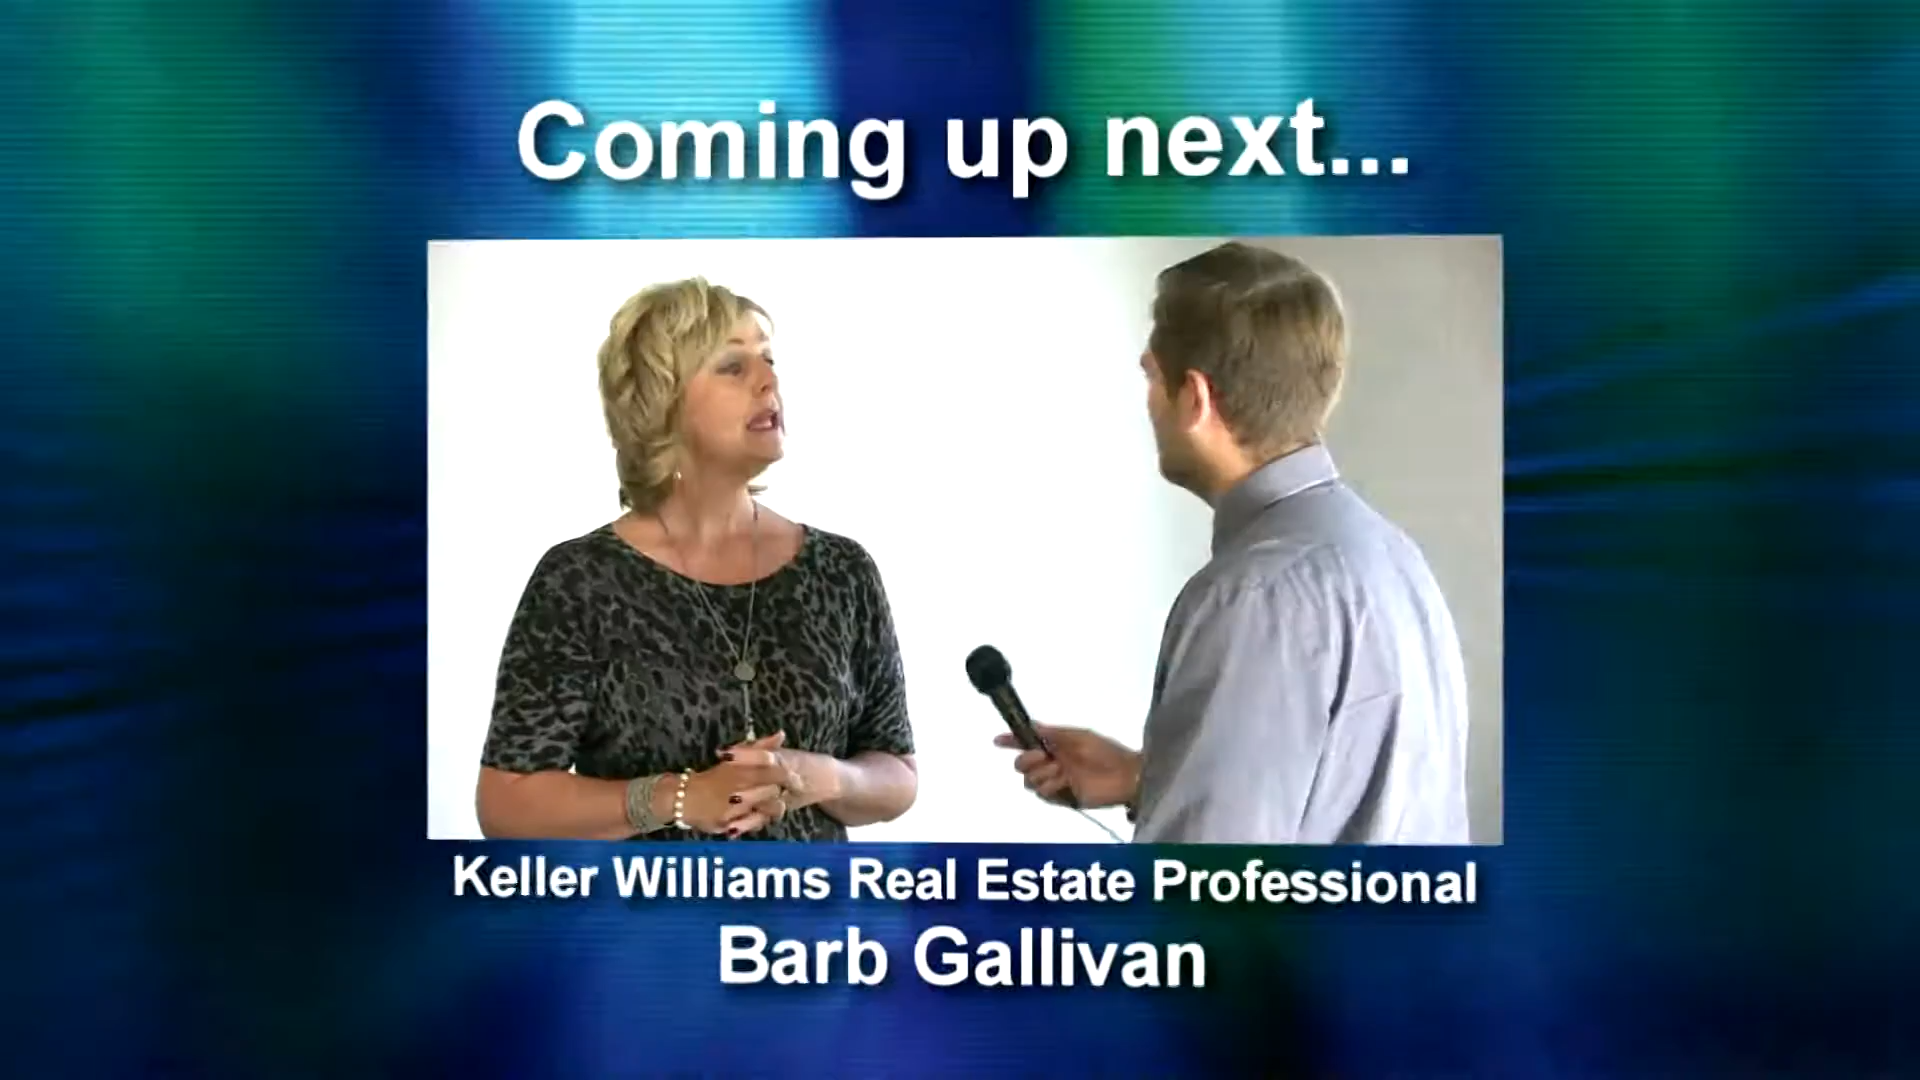 Coming up next...
Keller Williams Real Estate Professional
Barb Gallivan